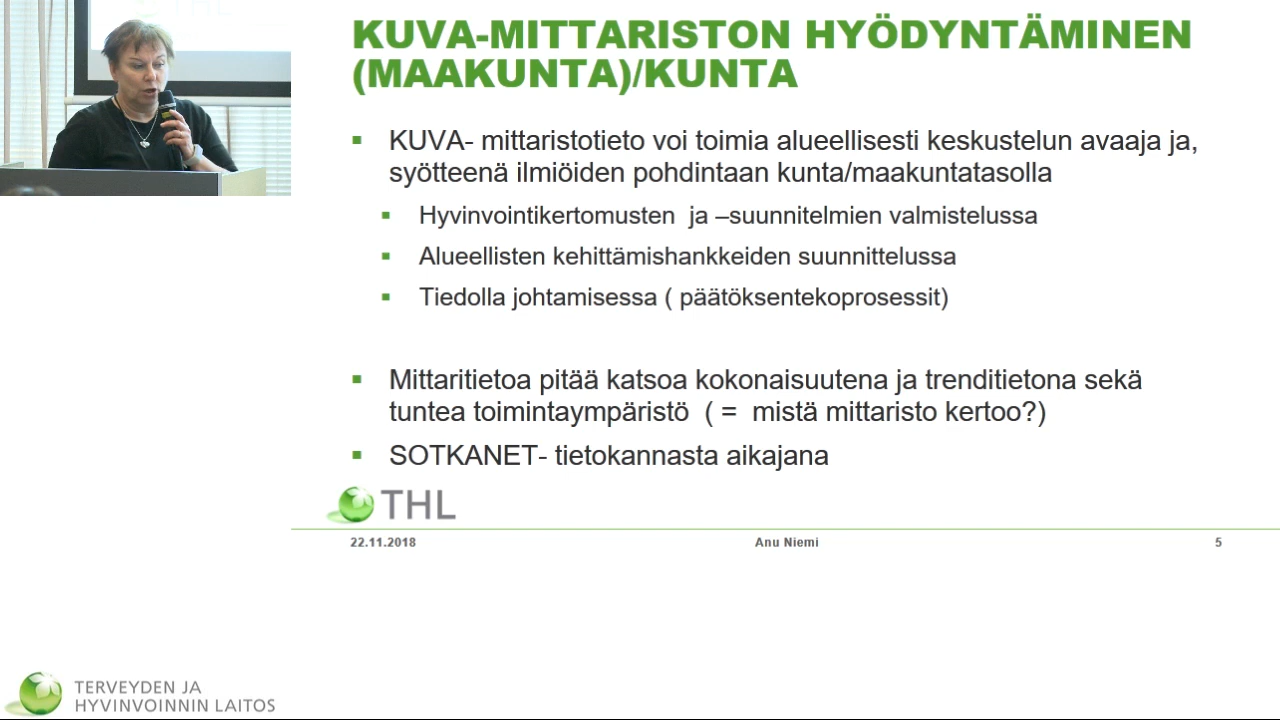 KUVA-MITTARISTON HYÖDYNTÄMINEN
(MAAKUNTA)/KUNTA
KUVA- mittaristotieto voi toimia alueellisesti keskustelun avaaja ja,
syötteenä ilmiöiden pohdintaan kunta/maakuntatasolla
Hyvinvointikertomusten ja –suunnitelmien valmistelussa
Alueellisten kehittämishankkeiden suunnittelussa
Tiedolla johtamisessa ( päätöksentekoprosessit)
Mittaritietoa pitää katsoa kokonaisuutena ja trenditietona sekä
tuntea toimintaympäristö ( = mistä mittaristo kertoo?)
SOTKANET- tietokannasta aikajana
THL
22.11.2018 Anu Niemi 5
TERVEYDEN JA
HYVINVOINNIN LAITOS